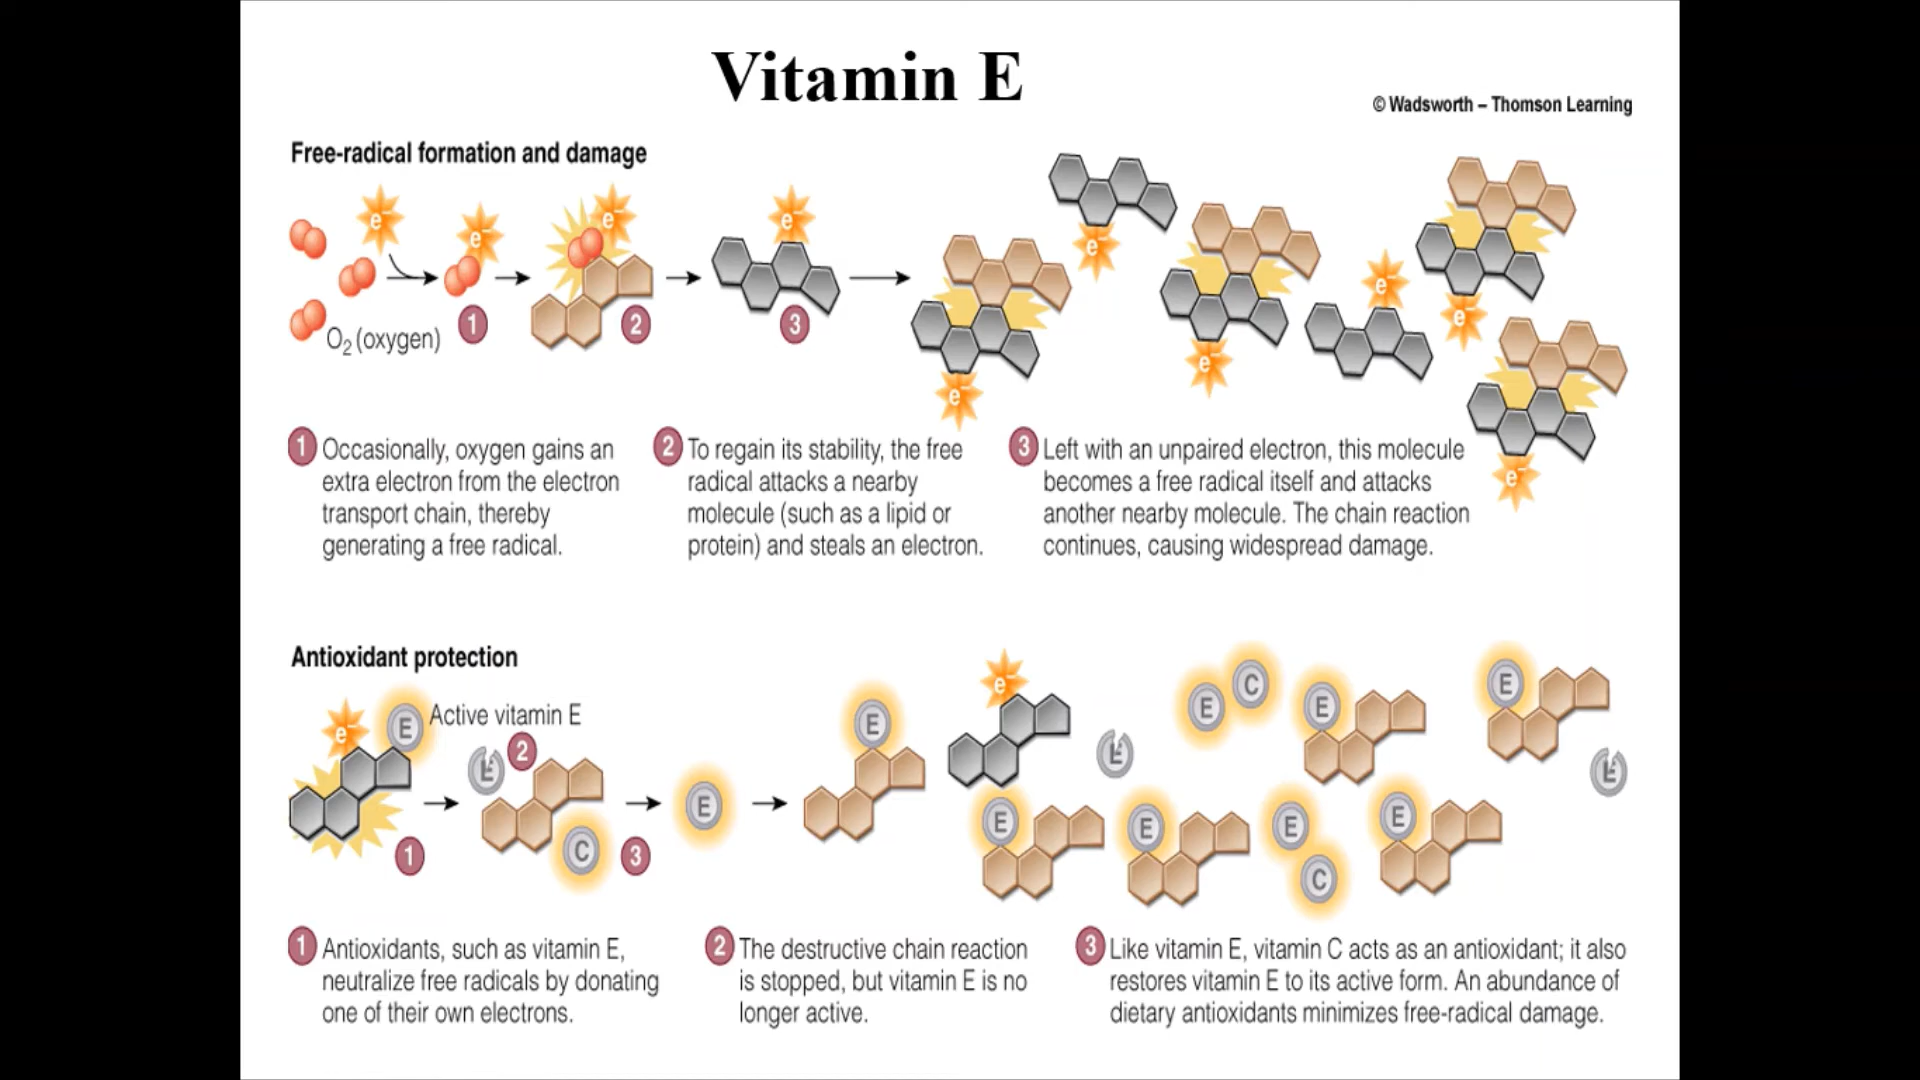 Vitamin E
© Wadsworth – Thomson Learning
Free-radical formation and damage
e⁻
e⁻
e⁻
e⁻
e⁻
e⁻
e⁻
e⁻
e⁻
e⁻
O₂ (oxygen)
1
2
3
1 Occasionally, oxygen gains an
extra electron from the electron
transport chain, thereby
generating a free radical.
2 To regain its stability, the free
radical attacks a nearby
molecule (such as a lipid or
protein) and steals an electron.
3 Left with an unpaired electron, this molecule
becomes a free radical itself and attacks
another nearby molecule. The chain reaction
continues, causing widespread damage.
Antioxidant protection
e⁻
E
Active vitamin E
1
E
2
C
3
E
E
e⁻
E
E
C
E
E
E
E
E
E
C
E
1 Antioxidants, such as vitamin E,
neutralize free radicals by donating
one of their own electrons.
2 The destructive chain reaction
is stopped, but vitamin E is no
longer active.
3 Like vitamin E, vitamin C acts as an antioxidant; it also
restores vitamin E to its active form. An abundance of
dietary antioxidants minimizes free-radical damage.